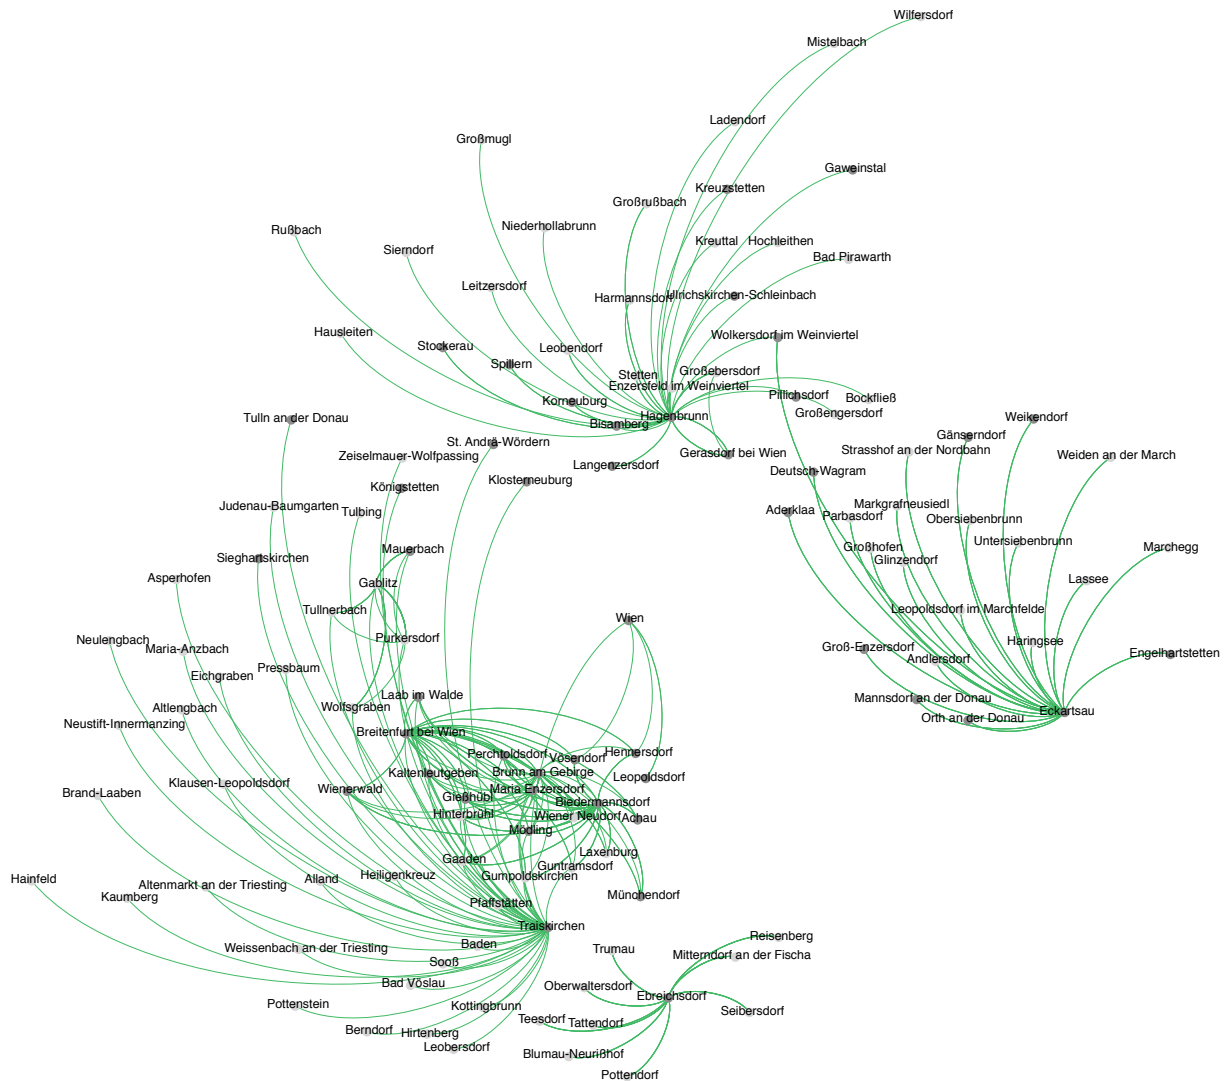 Wilfersdorf
Mistelbach
Ladendorf
Großmugl
Gaweinstal
Kreuzstetten
Großrußbach
Niederhollabrunn
Rußbach
Kreuttal
Hochleithen
Sierndorf
Bad Pirawarth
Leitzersdorf
Harmannsdorf
Ulrichskirchen-Schleinbach
Hausleiten
Wolkersdorf im Weinviertel
Stockerau
Leobendorf
Spillern
Großebersdorf
Stetten
Enzersfeld im Weinviertel
Pillichsdorf
Bockfließ
Korneuburg
Großengersdorf
Hagenbrunn
Weikendorf
Tulln an der Donau
Bisamberg
Gänserndorf
St. Andrä-Wördern
Strasshof an der Nordbahn
Gerasdorf bei Wien
Zeiselmauer-Wolfpassing
Weiden an der March
Langenzersdorf
Deutsch-Wagram
Klosterneuburg
Königstetten
Judenau-Baumgarten
Markgrafneusiedl
Aderklaa
Tulbing
Parbasdorf
Obersiebenbrunn
Untersiebenbrunn
Mauerbach
Großhofen
Marchegg
Sieghartskirchen
Glinzendorf
Asperhofen
Gablitz
Lassee
Tullnerbach
Leopoldsdorf im Marchfelde
Wien
Purkersdorf
Neulengbach
Haringsee
Maria-Anzbach
Groß-Enzersdorf
Engelhartstetten
Andlersdorf
Pressbaum
Eichgraben
Laab im Walde
Mannsdorf an der Donau
Altlengbach
Wolfsgraben
Eckartsau
Orth an der Donau
Neustift-Innermanzing
Breitenfurt bei Wien
Hennersdorf
Perchtoldsdorf
Vösendorf
Kaltenleutgeben
Brunn am Gebirge
Leopoldsdorf
Klausen-Leopoldsdorf
Wienerwald
Maria Enzersdorf
Brand-Laaben
Gießhübl
Biedermannsdorf
Hinterbrühl
Wiener Neudorf
Achau
Mödling
Laxenburg
Gaaden
Guntramsdorf
Heiligenkreuz
Gumpoldskirchen
Hainfeld
Alland
Altenmarkt an der Triesting
Münchendorf
Kaumberg
Pfaffstätten
Traiskirchen
Reisenberg
Baden
Weissenbach an der Triesting
Trumau
Mitterndorf an der Fischa
Sooß
Bad Vöslau
Oberwaltersdorf
Ebreichsdorf
Pottenstein
Kottingbrunn
Seibersdorf
Teesdorf
Tattendorf
Berndorf
Hirtenberg
Leobersdorf
Blumau-Neurißhof
Pottendorf